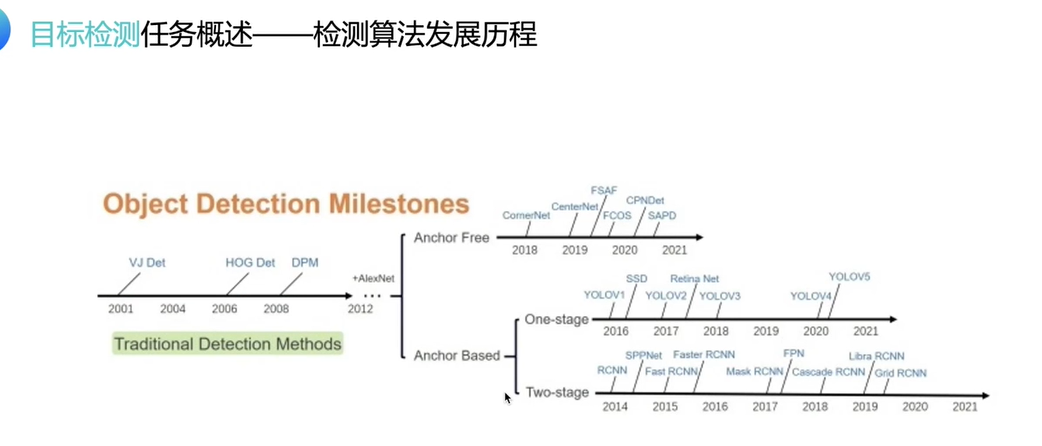 目标检测任务概述——检测算法发展历程
Object Detection Milestones
VJ Det HOG Det DPM
+AlexNet
...
2001 2004 2006 2008 2012
Traditional Detection Methods
Anchor Free
FSAF
CenterNet CPNDet
CornerNet FCOS SAPD
2018 2019 2020 2021
Anchor Based
One-stage
SSD Retina Net YOLOV5
YOLOV1 YOLOV2 YOLOV3 YOLOV4
2016 2017 2018 2019 2020 2021
Two-stage
SPPNet Faster RCNN FPN Libra RCNN
RCNN Fast RCNN Mask RCNN Cascade RCNN Grid RCNN
2014 2015 2016 2017 2018 2019 2020 2021